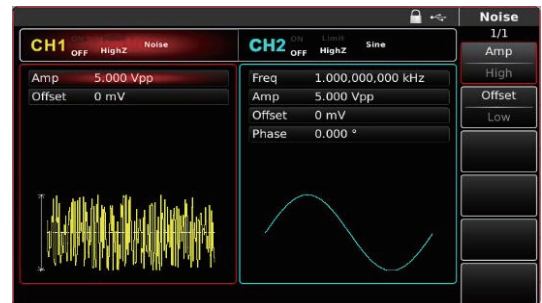 Noise
1/1
CH1 ON OFF HighZ Noise
CH2 ON OFF Limit HighZ Sine
Amp
High
Offset
Low
Amp 5.000 Vpp
Offset 0 mV
Freq 1.000,000,000 kHz
Amp 5.000 Vpp
Offset 0 mV
Phase 0.000 °